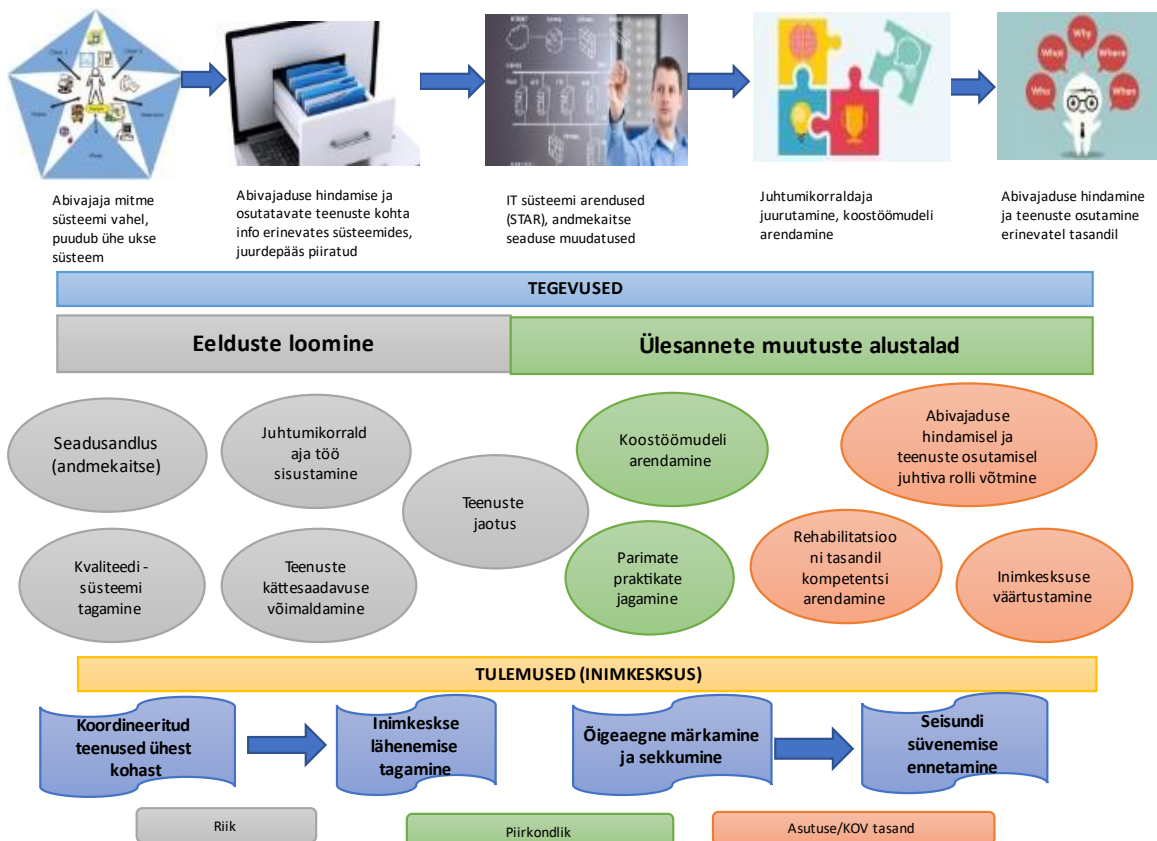 What
Why
Where
Who
When
Abivajaja mitme
süsteemi vahel,
puudub ühe ukse
süsteem
Abivajaduse hindamise ja
osutatavate teenuste kohta
info erinevates süsteemides,
juurdepääs piiratud
IT süsteemi arendused
(STAR), andmekaitse
seaduse muudatused
Juhtumikorraldaja
juurutamine, koostöömudeli
arendamine
Abivajaduse hindamine
ja teenuste osutamine
erinevatel tasandil
TEGEVUSED
Eelduste loomine
Ülesannete muutuste alustalad
Seadusandlus
(andmekaitse)
Juhtumikorrald
aja töö
sisustamine
Teenuste
jaotus
Kvaliteedi -
süsteemi
tagamine
Teenuste
kättesaadavuse
võimaldamine
Koostöömudeli
arendamine
Parimate
praktikate
jagamine
Abivajaduse
hindamisel ja
teenuste osutamisel
juhtiva rolli võtmine
Rehabilitatsioo
ni tasandil
kompetentsi
arendamine
Inimkesksuse
väärtustamine
TULEMUSED (INIMKESKSUS)
Koordineeritud
teenused ühest
kohast
Inimkeskse
lähenemise
tagamine
Õigeaegne märkamine
ja sekkumine
Seisundi
süvenemise
ennetamine
Riik
Piirkondlik
Asutuse/KOV tasand